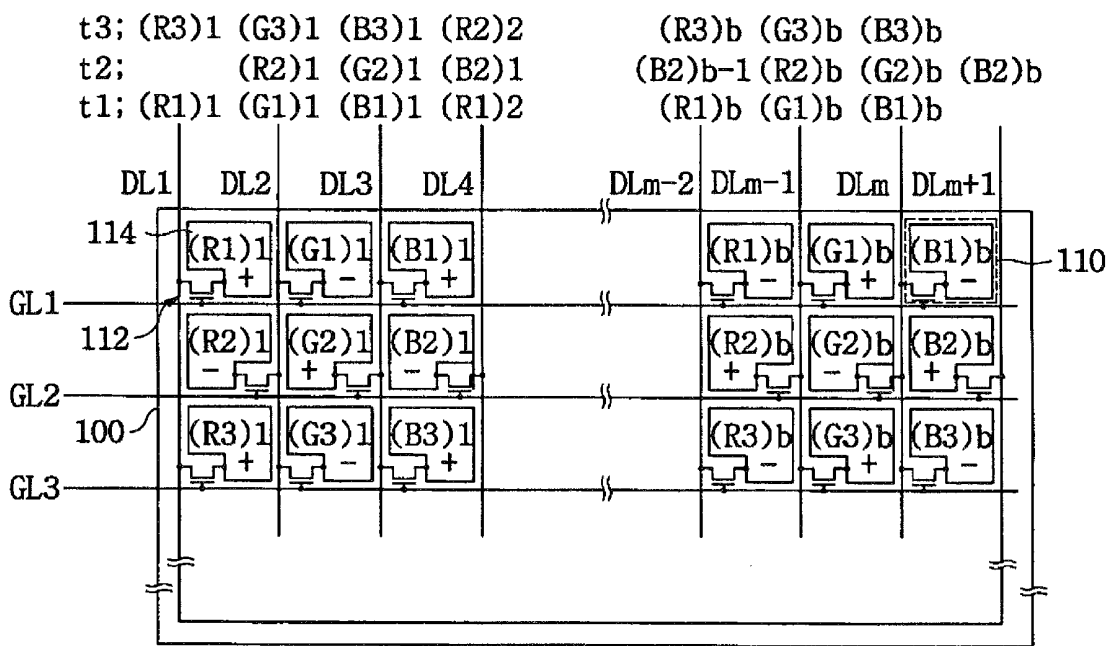 t3; (R3)1 (G3)1 (B3)1 (R2)2 (R3)b (G3)b (B3)b
t2; (R2)1 (G2)1 (B2)1 (B2)b-1 (R2)b (G2)b (B2)b
t1; (R1)1 (G1)1 (B1)1 (R1)2 (R1)b (G1)b (B1)b
DL1 DL2 DL3 DL4 DLm-2 DLm-1 DLm DLm+1
114 (R1)1 (G1)1 (B1)1 (R1)b (G1)b (B1)b 110
+ - + - + -
GL1
112 (R2)1 (G2)1 (B2)1 (R2)b (G2)b (B2)b
- + - + - +
GL2
100 (R3)1 (G3)1 (B3)1 (R3)b (G3)b (B3)b
+ - + - + -
GL3